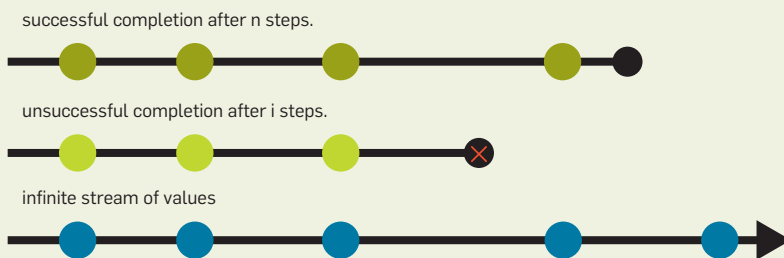 successful completion after n steps.
unsuccessful completion after i steps.
infinite stream of values